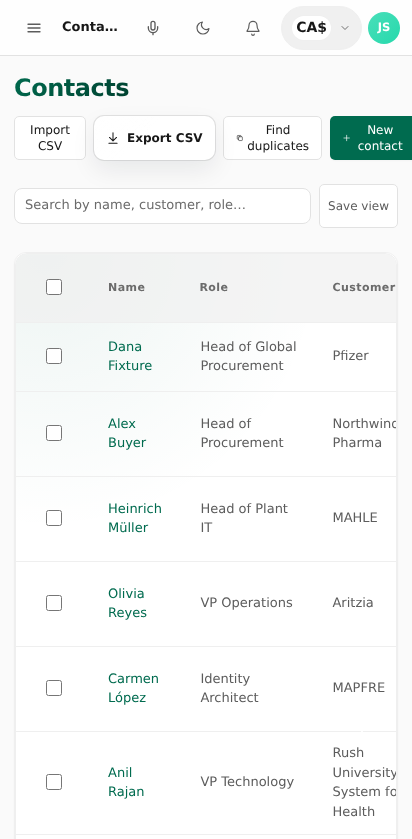 Conta…
CA$
JS
Contacts
Import
CSV
Export CSV
Find
duplicates
New
contact
Search by name, customer, role…
Save view
Name
Role
Customer
Dana
Fixture
Head of Global
Procurement
Pfizer
Alex
Buyer
Head of
Procurement
Northwind
Pharma
Heinrich
Müller
Head of Plant
IT
MAHLE
Olivia
Reyes
VP Operations
Aritzia
Carmen
López
Identity
Architect
MAPFRE
Anil
Rajan
VP Technology
Rush
University
System fo
Health